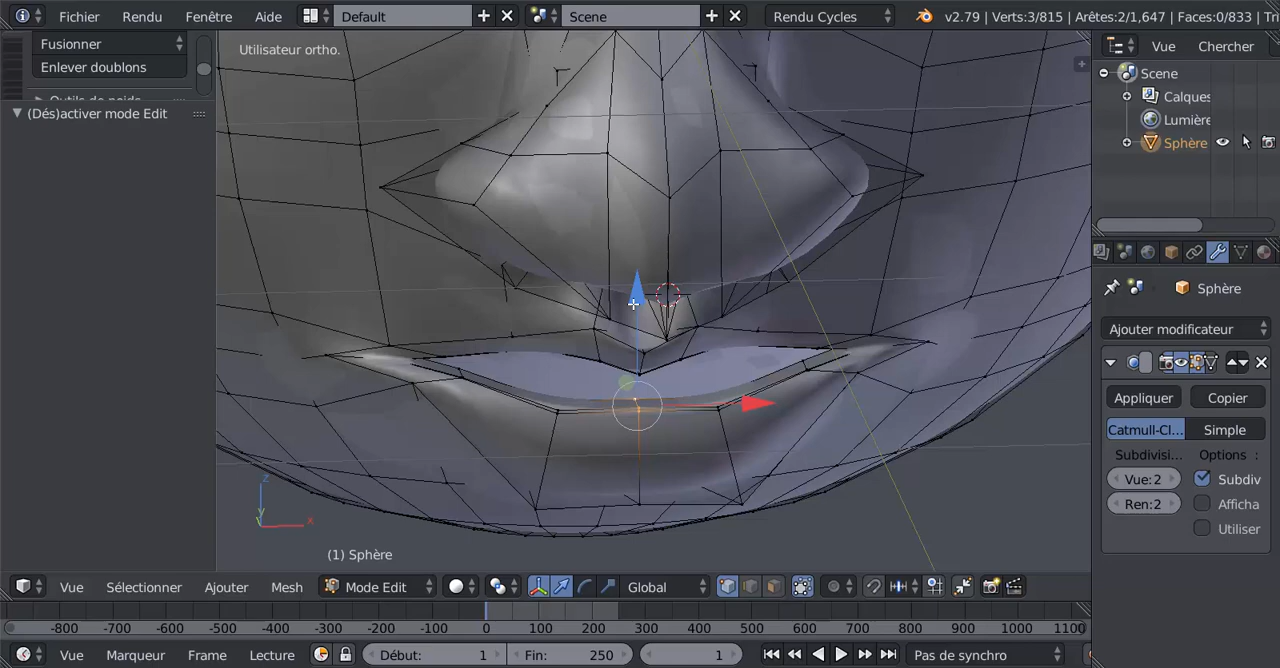 Fichier Rendu Fenêtre Aide Default Scene Rendu Cycles v2.79 | Verts:3/815 | Arêtes:2/1,647 | Faces:0/833 | Tri
Fusionner
Enlever doublons
(Dés)activer mode Edit
Utilisateur ortho.
z
y
x
(1) Sphère
Vue Chercher
Scene
Calques
Lumière
Sphère
Sphère
Ajouter modificateur
Appliquer Copier
Catmull-Cl... Simple
Subdivisi... Options :
Vue:2 Subdiv
Ren:2 Afficha
Utiliser
Vue Sélectionner Ajouter Mesh Mode Edit Global
-800 -700 -600 -500 -400 -300 -200 -100 0 100 200 300 400 500 600 700 800 900 1000 1100
Vue Marqueur Frame Lecture Début: 1 Fin: 250 1 Pas de synchro